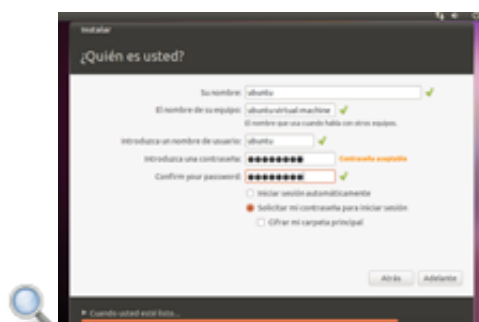 Instalar
¿Quién es usted?
Su nombre: ubuntu
El nombre de su equipo: ubuntu-virtual-machine
El nombre que usa cuando habla con otros equipos.
Introduzca un nombre de usuario: ubuntu
Introduzca una contraseña: ●●●●●●●● Contraseña aceptable
Confirm your password: ●●●●●●●●
Iniciar sesión automáticamente
Solicitar mi contraseña para iniciar sesión
Cifrar mi carpeta principal
Atrás Adelante
Cuando usted esté listo...